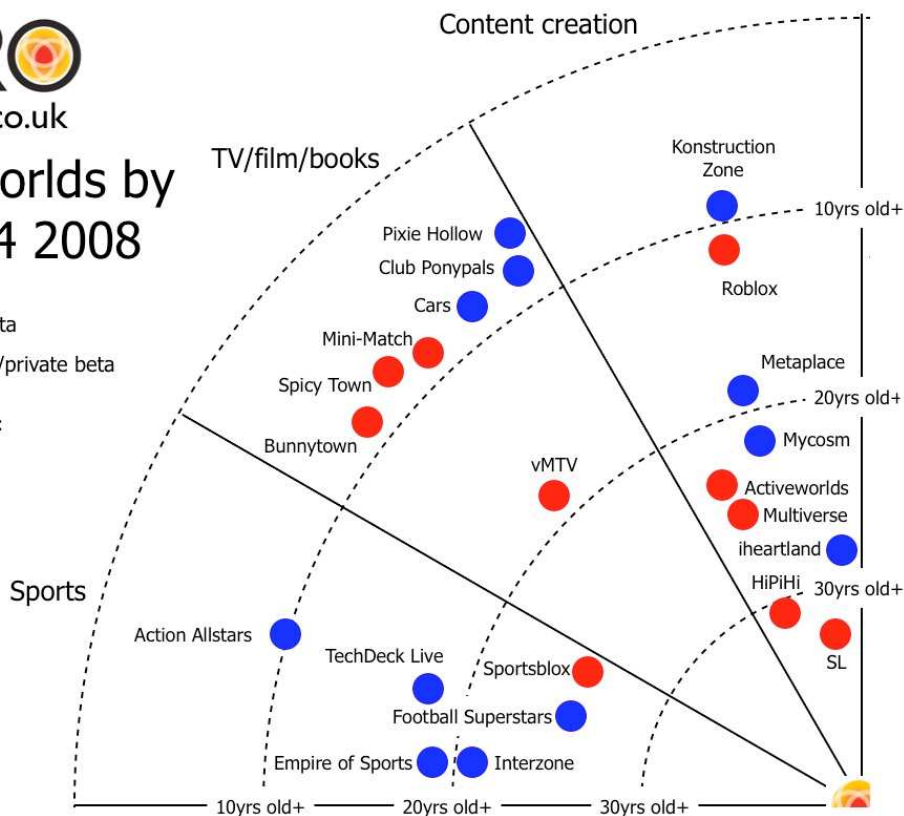 Content creation
RO
co.uk
TV/film/books
Konstruction
Zone
orlds by
4 2008
10yrs old+
Pixie Hollow
Club Ponypals
Roblox
Cars
ta
Mini-Match
/private beta
Metaplace
Spicy Town
20yrs old+
:
Mycosm
Bunnytown
vMTV
Activeworlds
Multiverse
iheartland
HiPiHi
30yrs old+
Sports
Action Allstars
TechDeck Live
Sportsblox
SL
Football Superstars
Empire of Sports
Interzone
10yrs old+
20yrs old+
30yrs old+